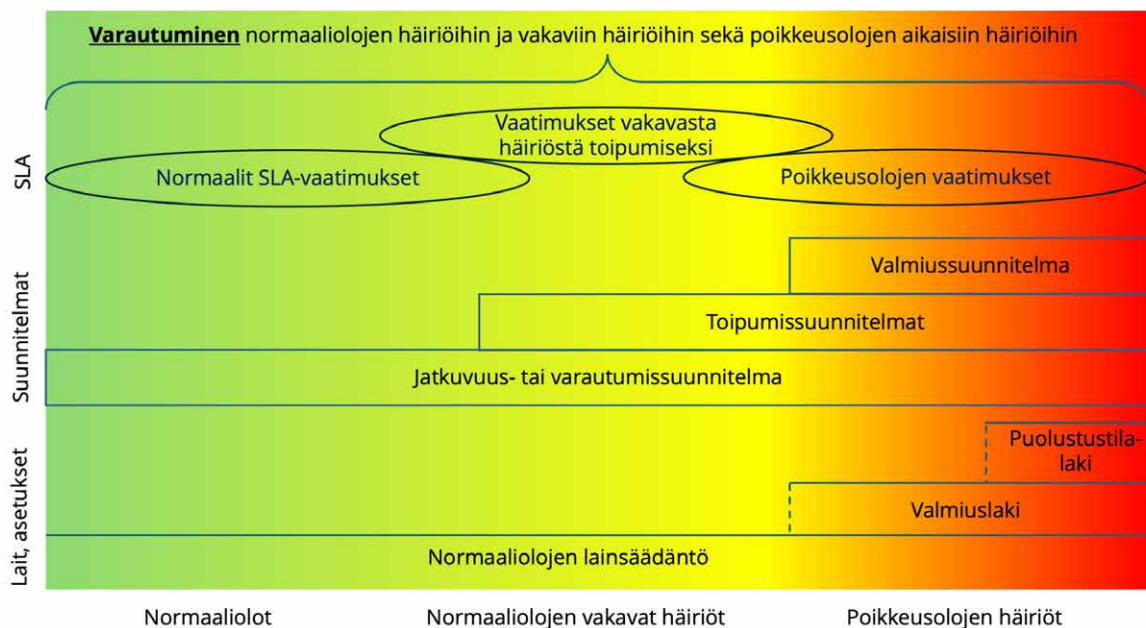 Varautuminen normaaliolojen häiriöihin ja vakaviin häiriöihin sekä poikkeusolojen aikaisiin häiriöihin
SLA
Vaatimukset vakavasta
häiriöstä toipumiseksi
Normaalit SLA-vaatimukset
Poikkeusolojen vaatimukset
Suunnitelmat
Valmiussuunnitelma
Toipumissuunnitelmat
Jatkuvuus- tai varautumissuunnitelma
Lait, asetukset
Puolustustila-
laki
Valmiuslaki
Normaaliolojen lainsäädäntö
Normaaliolot
Normaaliolojen vakavat häiriöt
Poikkeusolojen häiriöt